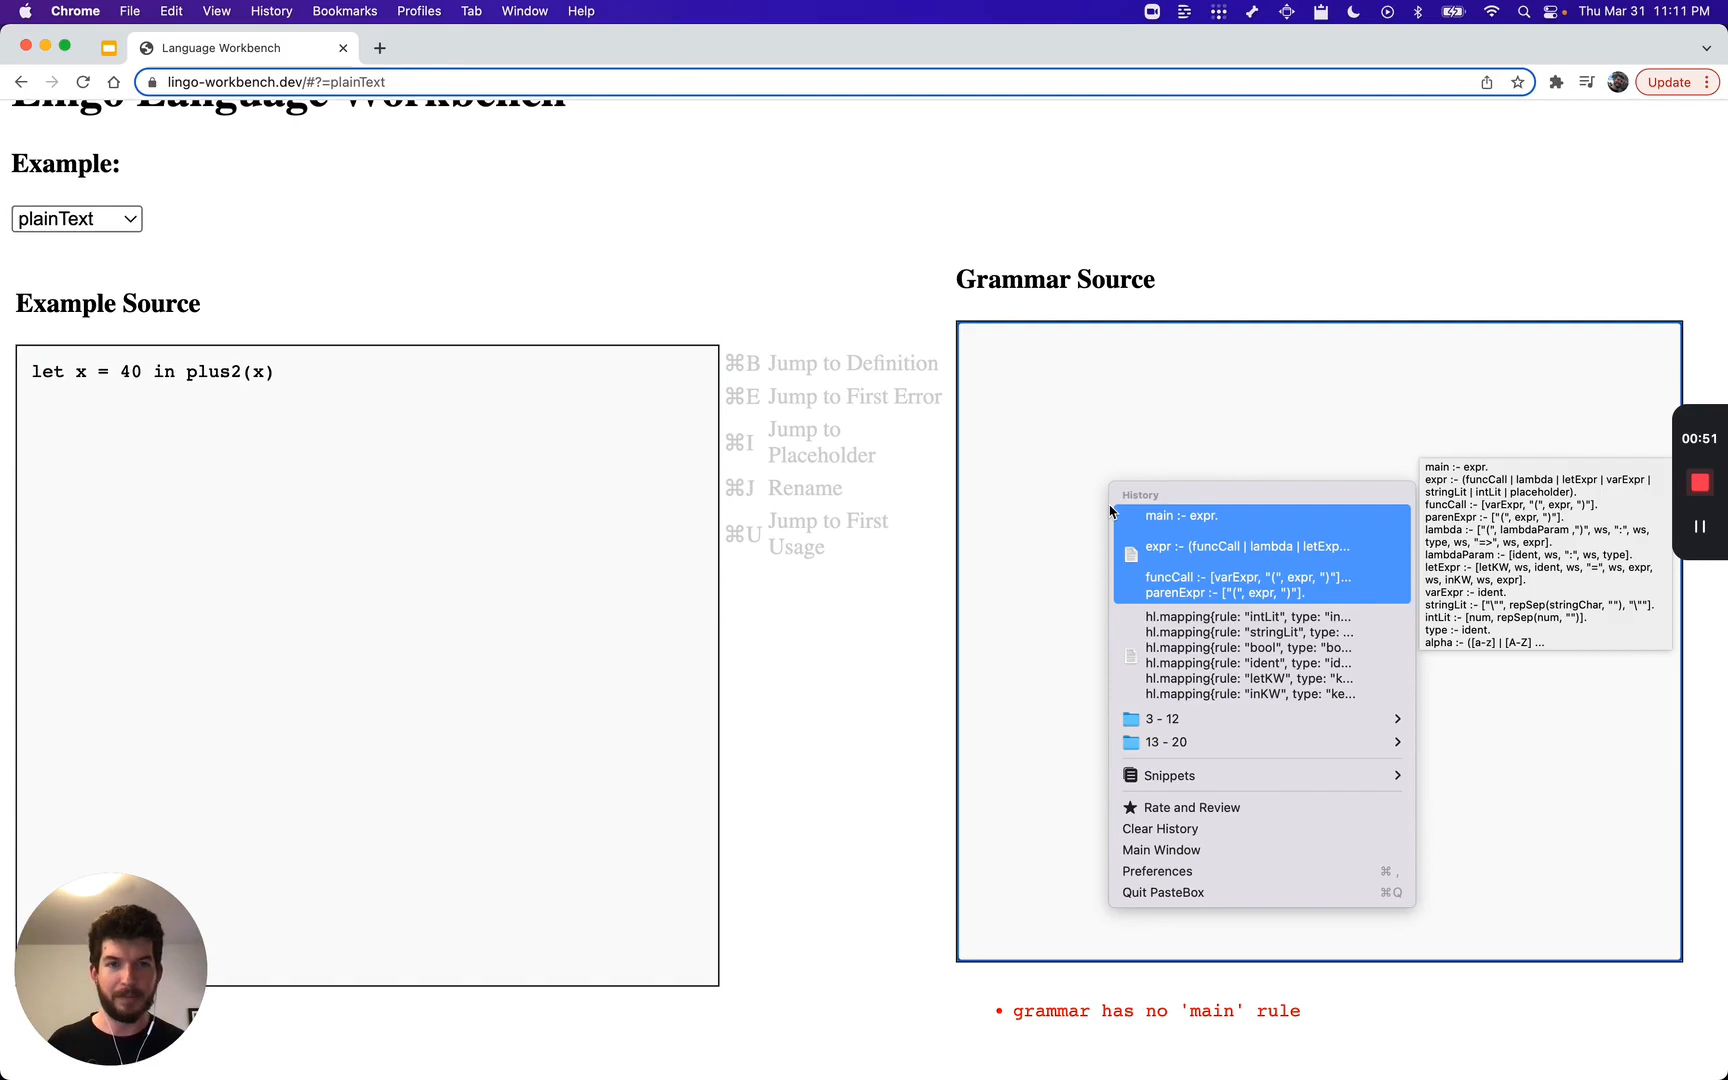 Chrome File Edit View History Bookmarks Profiles Tab Window Help Thu Mar 31 11:11 PM
Language Workbench
lingo-workbench.dev/#?=plainText Update
Lingo Language Workbench
Example:
plainText
Example Source
let x = 40 in plus2(x)
⌘B Jump to Definition
⌘E Jump to First Error
⌘I Jump to
Placeholder
⌘J Rename
⌘U Jump to First
Usage
Grammar Source
History
main :- expr.
expr :- (funcCall | lambda | letExp...
funcCall :- [varExpr, "(", expr, ")"]...
parenExpr :- ["(", expr, ")"].
hl.mapping{rule: "intLit", type: "in...
hl.mapping{rule: "stringLit", type: ...
hl.mapping{rule: "bool", type: "bo...
hl.mapping{rule: "ident", type: "id...
hl.mapping{rule: "letKW", type: "k...
hl.mapping{rule: "inKW", type: "ke...
3 - 12
13 - 20
Snippets
Rate and Review
Clear History
Main Window
Preferences ⌘ ,
Quit PasteBox ⌘Q
main :- expr.
expr :- (funcCall | lambda | letExpr | varExpr |
stringLit | intLit | placeholder).
funcCall :- [varExpr, "(", expr, ")"].
parenExpr :- ["(", expr, ")"].
lambda :- ["(", lambdaParam ,")", ws, ":", ws,
type, ws, "=>", ws, expr].
lambdaParam :- [ident, ws, ":", ws, type].
letExpr :- [letKW, ws, ident, ws, "=", ws, expr,
ws, inKW, ws, expr].
varExpr :- ident.
stringLit :- ["\"", repSep(stringChar, ""), "\""].
intLit :- [num, repSep(num, "")].
type :- ident.
alpha :- ([a-z] | [A-Z] ...
00:51
• grammar has no 'main' rule